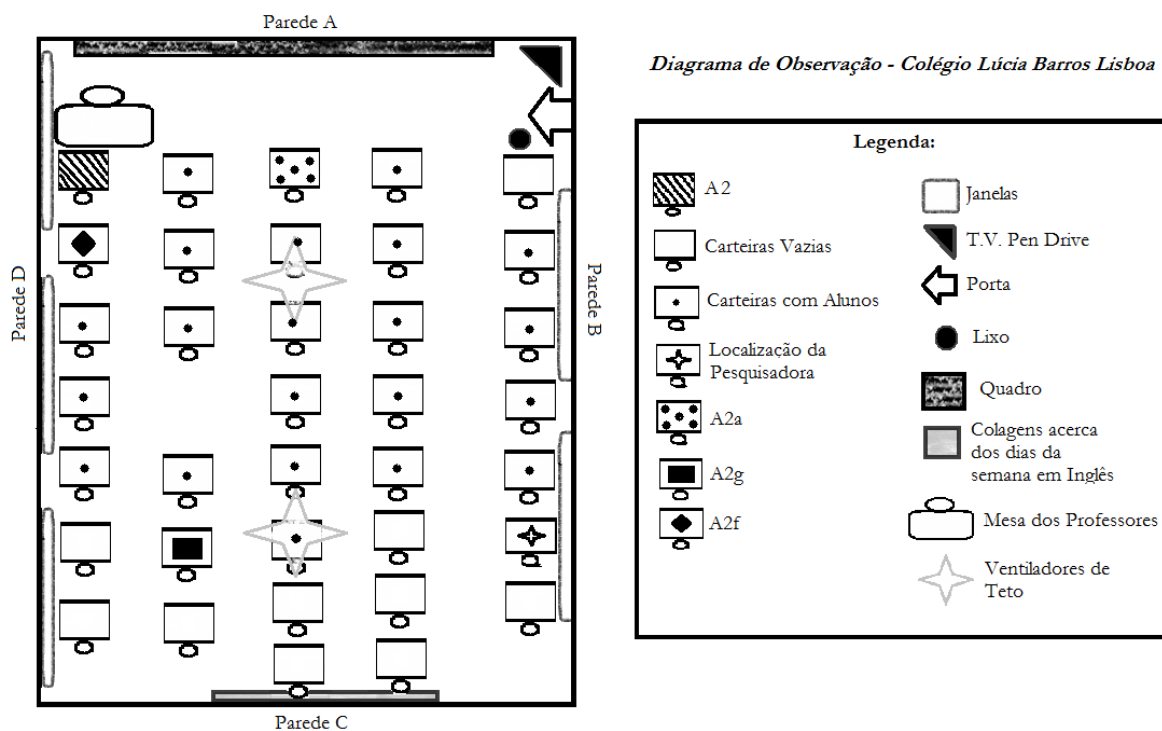 Parede A
Diagrama de Observação - Colégio Lúcia Barros Lisboa
Parede D
Parede B
Parede C
Legenda:
A2
Carteiras Vazias
Carteiras com Alunos
Localização da
Pesquisadora
A2a
A2g
A2f
Janelas
T.V. Pen Drive
Porta
Lixo
Quadro
Colagens acerca
dos dias da
semana em Inglês
Mesa dos Professores
Ventiladores de
Teto